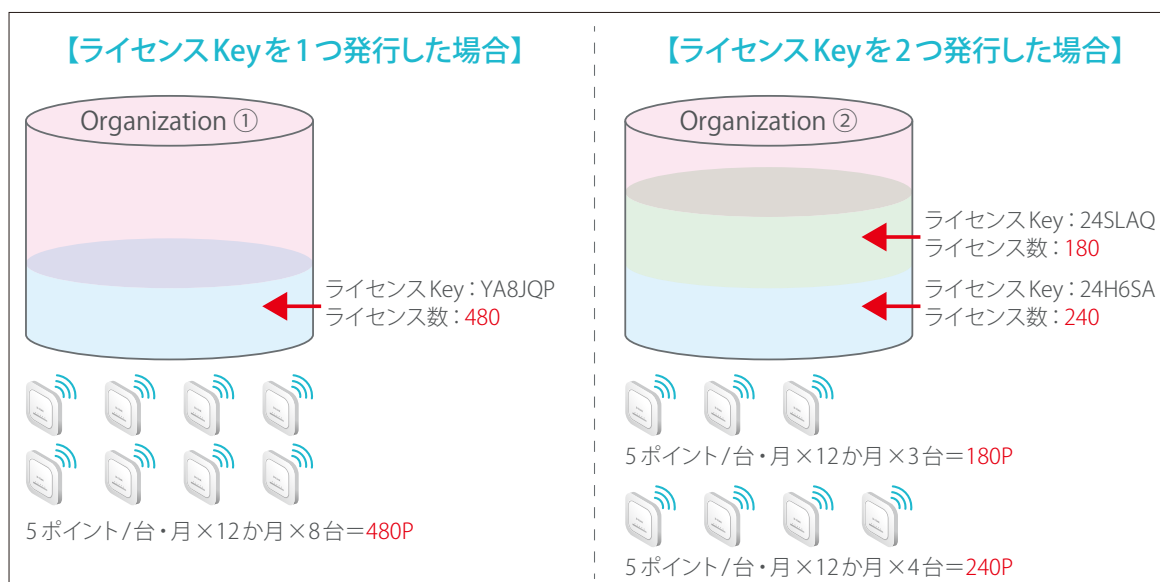 【ライセンスKeyを1つ発行した場合】
Organization ①
ライセンスKey：YA8JQP
ライセンス数：480
5ポイント/台・月×12か月×8台＝480P
【ライセンスKeyを2つ発行した場合】
Organization ②
ライセンスKey：24SLAQ
ライセンス数：180
ライセンスKey：24H6SA
ライセンス数：240
5ポイント/台・月×12か月×3台＝180P
5ポイント/台・月×12か月×4台＝240P